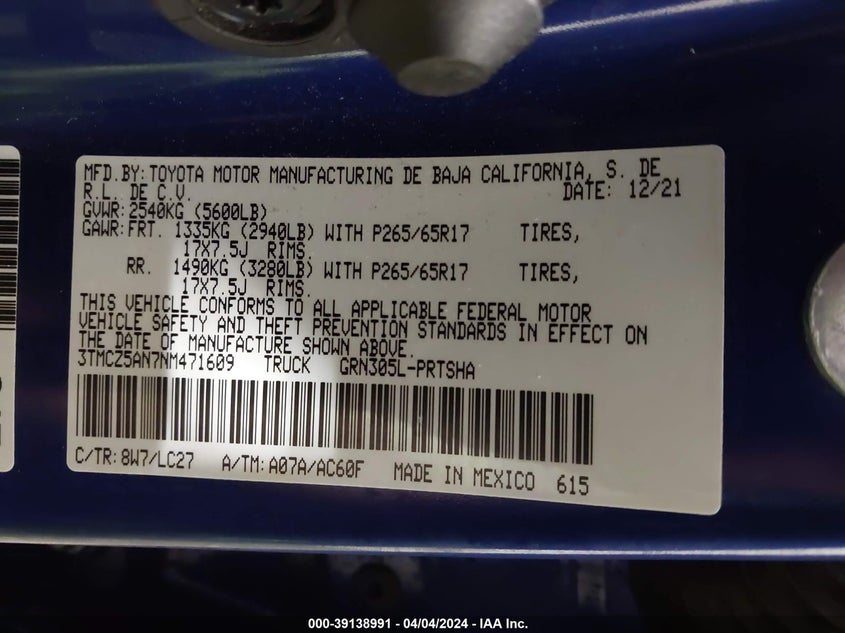 MFD.BY: TOYOTA MOTOR MANUFACTURING DE BAJA CALIFORNIA, S. DE
R.L. DE C.V. DATE: 12/21
GVWR: 2540KG (5600LB)
GAWR: FRT. 1335KG (2940LB) WITH P265/65R17 TIRES,
17X7.5J RIMS.
RR. 1490KG (3280LB) WITH P265/65R17 TIRES,
17X7.5J RIMS.
THIS VEHICLE CONFORMS TO ALL APPLICABLE FEDERAL MOTOR
VEHICLE SAFETY AND THEFT PREVENTION STANDARDS IN EFFECT ON
THE DATE OF MANUFACTURE SHOWN ABOVE.
3TMCZ5AN7NM471609 TRUCK GRN305L-PRTSHA
C/TR: 8W7/LC27 A/TM: A07A/AC60F MADE IN MEXICO 615
000-39138991 - 04/04/2024 - IAA Inc.